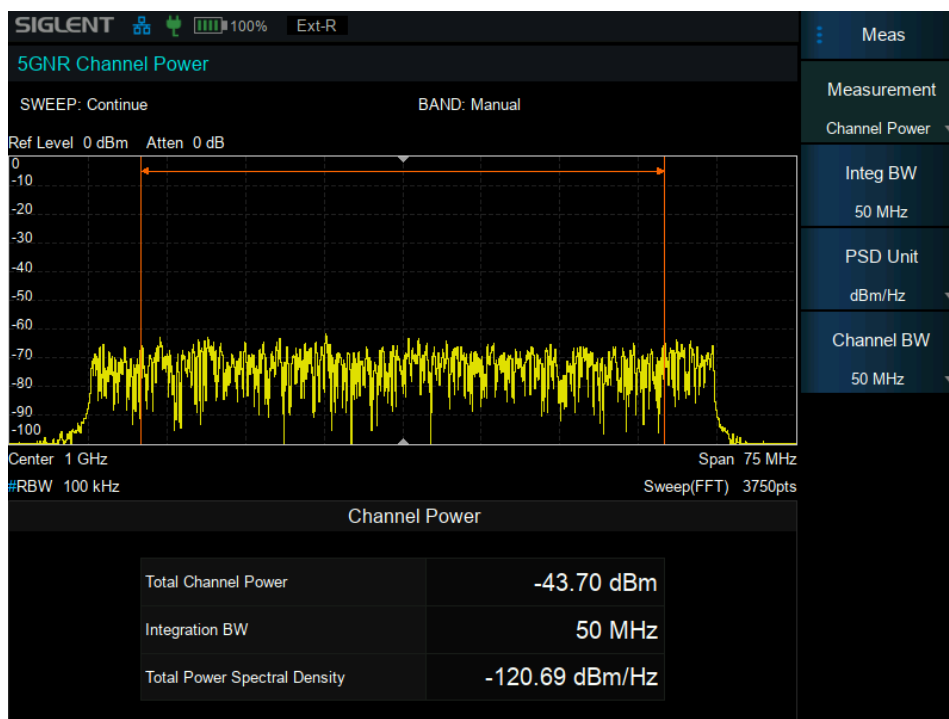 SIGLENT 100% Ext-R
Meas
5GNR Channel Power
SWEEP: Continue BAND: Manual
Measurement
Channel Power
Ref Level 0 dBm Atten 0 dB
0
-10
-20
-30
-40
-50
-60
-70
-80
-90
-100
Integ BW
50 MHz
PSD Unit
dBm/Hz
Channel BW
50 MHz
Center 1 GHz Span 75 MHz
#RBW 100 kHz Sweep(FFT) 3750pts
Channel Power
Total Channel Power -43.70 dBm
Integration BW 50 MHz
Total Power Spectral Density -120.69 dBm/Hz